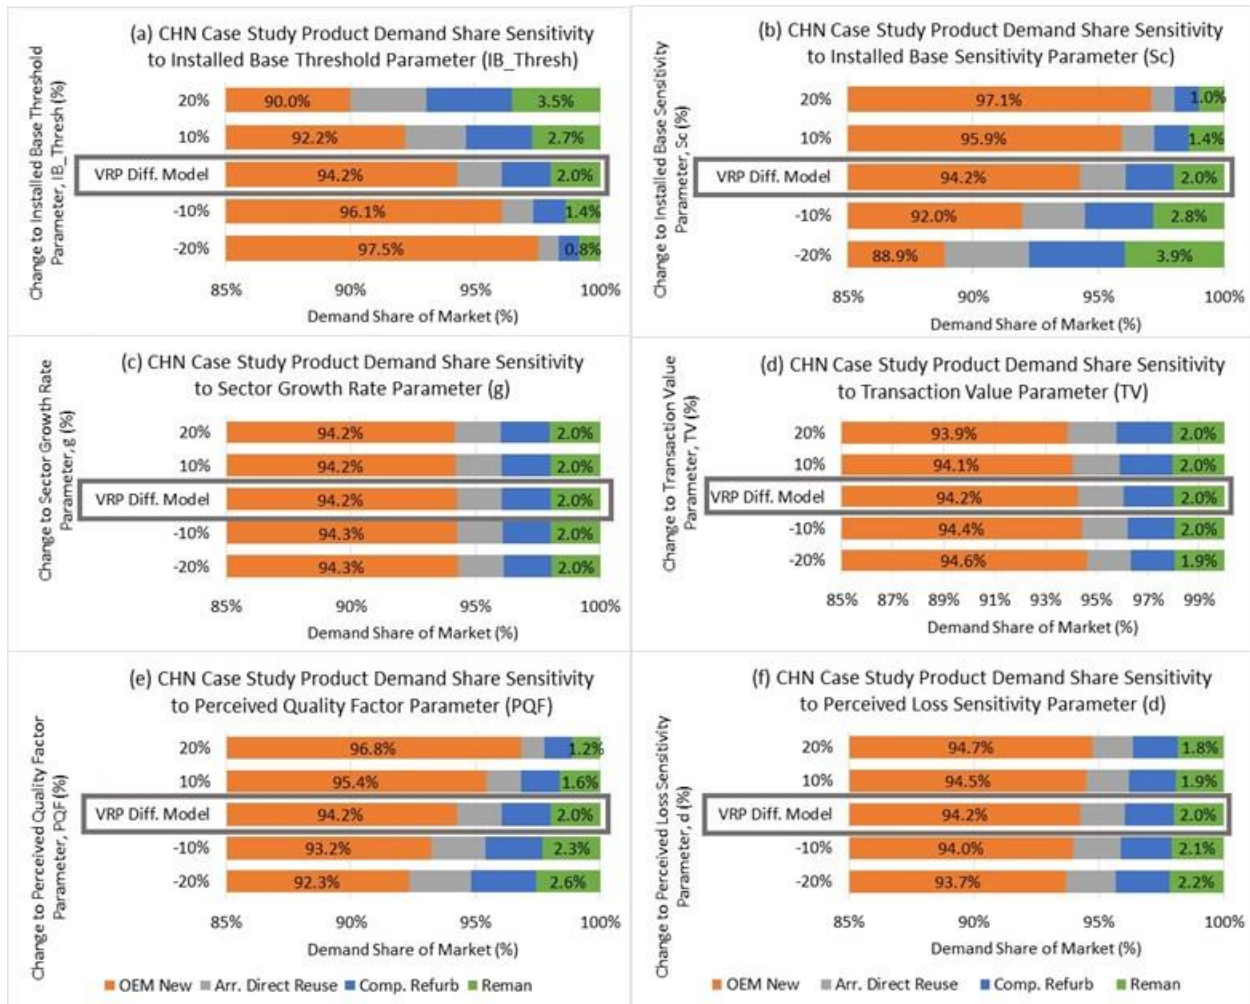 (a) CHN Case Study Product Demand Share Sensitivity
to Installed Base Threshold Parameter (IB_Thresh)
Change to Installed Base Threshold
Parameter, IB_Thresh (%)
20% 90.0% 3.5%
10% 92.2% 2.7%
VRP Diff. Model 94.2% 2.0%
-10% 96.1% 1.4%
-20% 97.5% 0.8%
85% 90% 95% 100%
Demand Share of Market (%)
(b) CHN Case Study Product Demand Share Sensitivity
to Installed Base Sensitivity Parameter (Sc)
Change to Installed Base Sensitivity
Parameter, Sc (%)
20% 97.1% 1.0%
10% 95.9% 1.4%
VRP Diff. Model 94.2% 2.0%
-10% 92.0% 2.8%
-20% 88.9% 3.9%
85% 90% 95% 100%
Demand Share of Market (%)
(c) CHN Case Study Product Demand Share Sensitivity
to Sector Growth Rate Parameter (g)
Change to Sector Growth Rate
Parameter, g (%)
20% 94.2% 2.0%
10% 94.2% 2.0%
VRP Diff. Model 94.2% 2.0%
-10% 94.3% 2.0%
-20% 94.3% 2.0%
85% 90% 95% 100%
Demand Share of Market (%)
(d) CHN Case Study Product Demand Share Sensitivity
to Transaction Value Parameter (TV)
Change to Transaction Value
Parameter, TV (%)
20% 93.9% 2.0%
10% 94.1% 2.0%
VRP Diff. Model 94.2% 2.0%
-10% 94.4% 2.0%
-20% 94.6% 1.9%
85% 87% 89% 91% 93% 95% 97% 99%
Demand Share of Market (%)
(e) CHN Case Study Product Demand Share Sensitivity
to Perceived Quality Factor Parameter (PQF)
Change to Perceived Quality Factor
Parameter, PQF (%)
20% 96.8% 1.2%
10% 95.4% 1.6%
VRP Diff. Model 94.2% 2.0%
-10% 93.2% 2.3%
-20% 92.3% 2.6%
85% 90% 95% 100%
Demand Share of Market (%)
OEM New Arr. Direct Reuse Comp. Refurb Reman
(f) CHN Case Study Product Demand Share Sensitivity
to Perceived Loss Sensitivity Parameter (d)
Change to Perceived Loss Sensitivity
Parameter, d (%)
20% 94.7% 1.8%
10% 94.5% 1.9%
VRP Diff. Model 94.2% 2.0%
-10% 94.0% 2.1%
-20% 93.7% 2.2%
85% 90% 95% 100%
Demand Share of Market (%)
OEM New Arr. Direct Reuse Comp. Refurb Reman